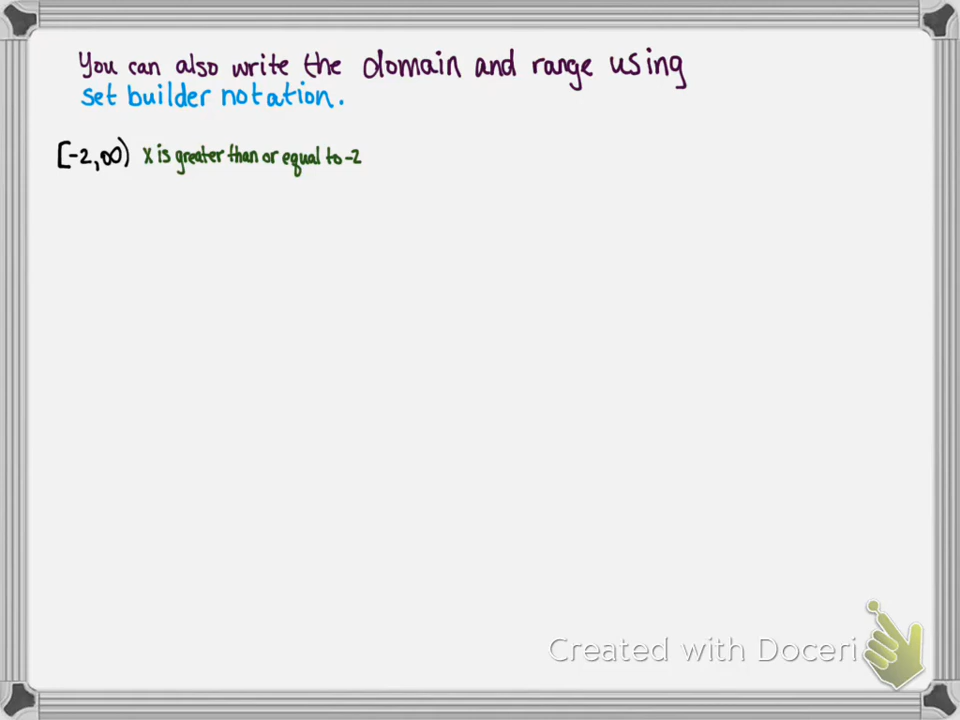 You can also write the domain and range using
set builder notation.
[-2,∞) X is greater than or equal to -2
Created with Doceri